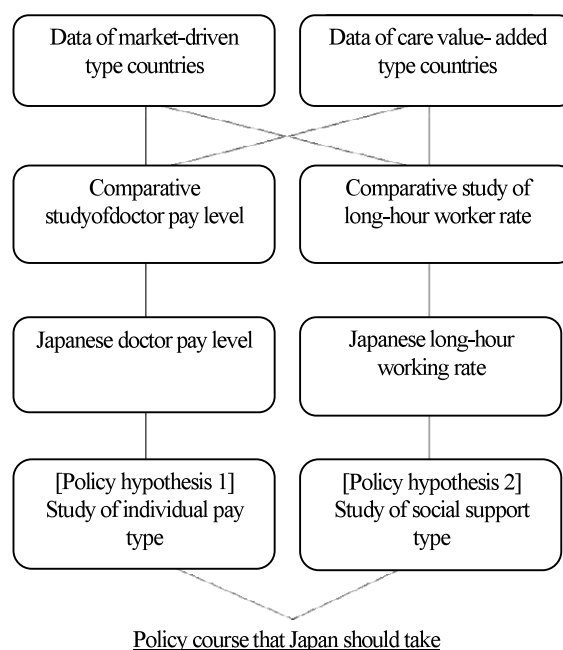 Data of market-driven
type countries
Data of care value- added
type countries
Comparative
studyofdoctor pay level
Comparative study of
long-hour worker rate
Japanese doctor pay level
Japanese long-hour
working rate
[Policy hypothesis 1]
Study of individual pay
type
[Policy hypothesis 2]
Study of social support
type
Policy course that Japan should take